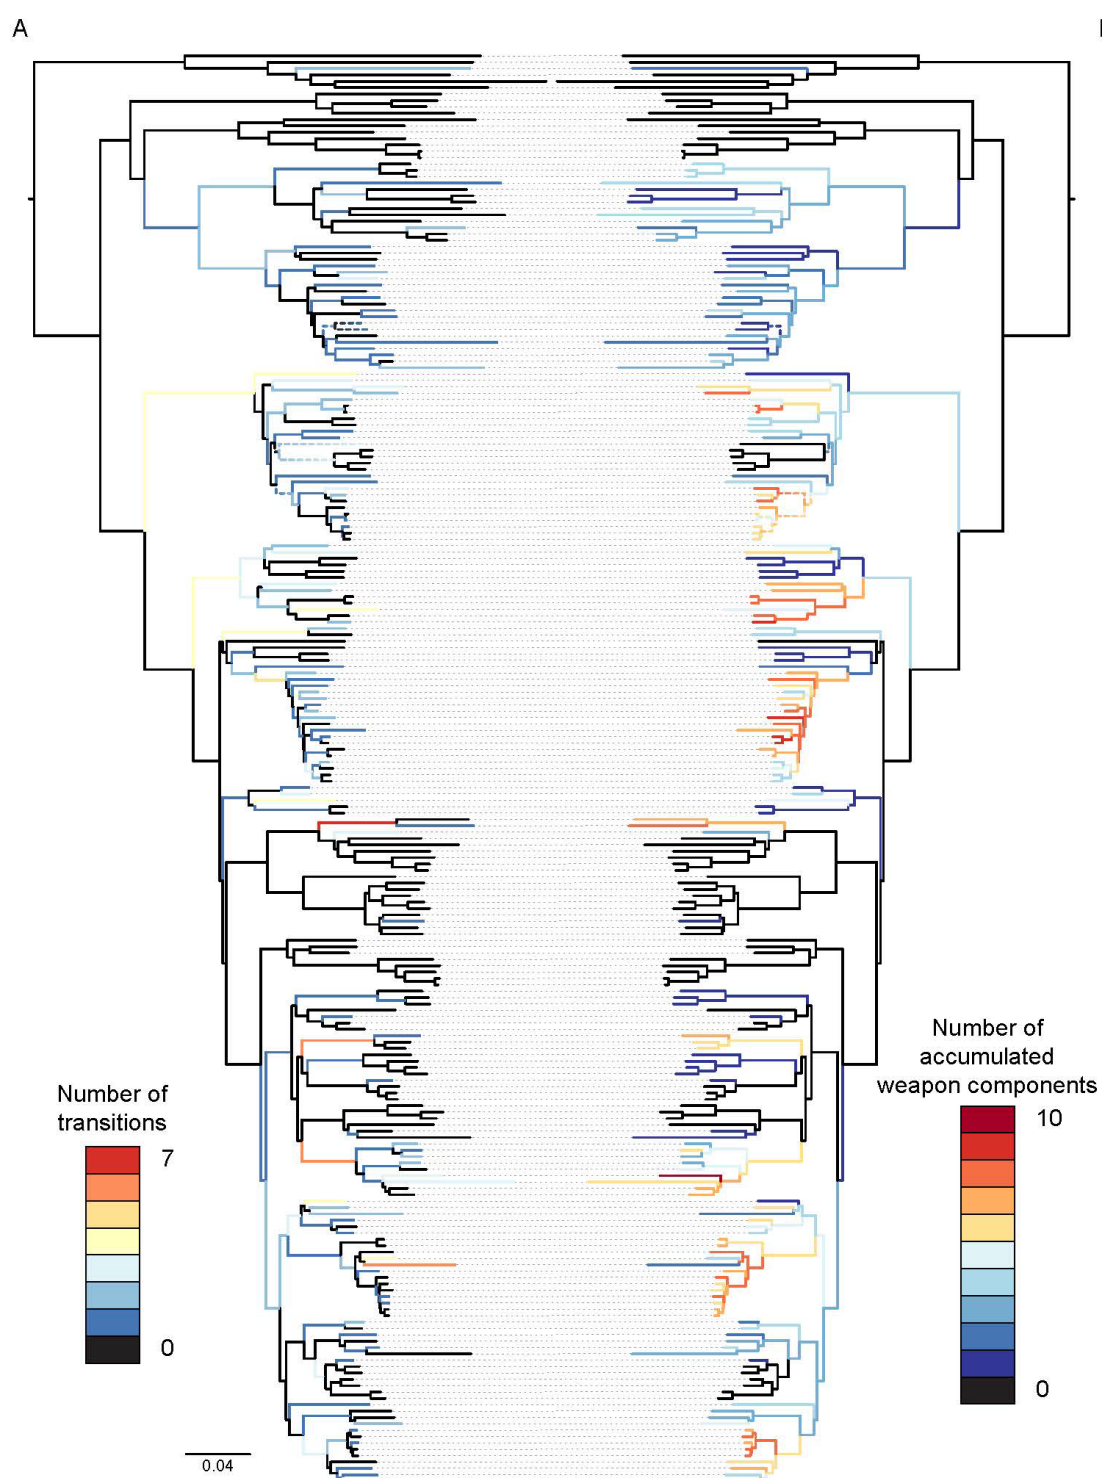 A
Number of
transitions
7
0
0.04
Number of
accumulated
weapon components
10
0